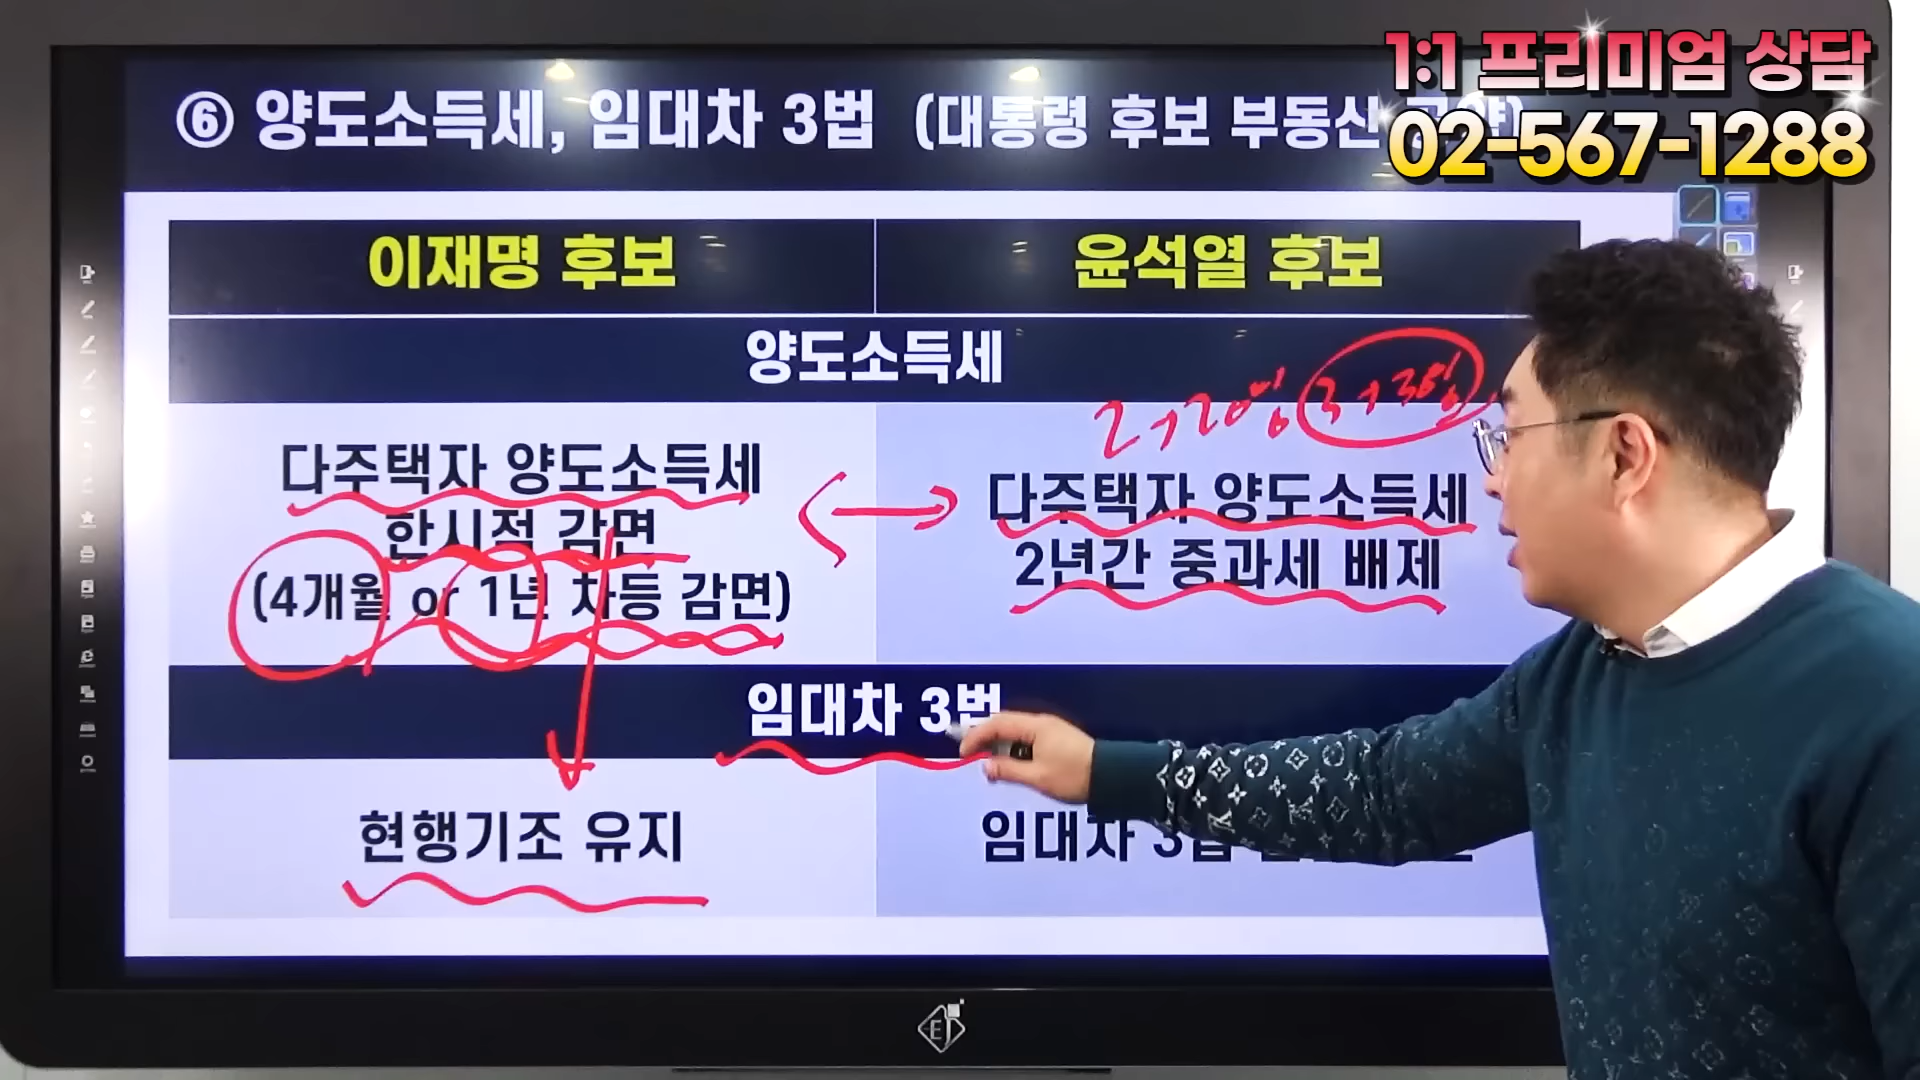 1:1 프리미엄 상담
02-567-1288
⑥ 양도소득세, 임대차 3법 (대통령 후보 부동산
이재명 후보
윤석열 후보
양도소득세
다주택자 양도소득세
한시적 감면
(4개월 or 1년 차등 감면)
다주택자 양도소득세
2년간 중과세 배제
임대차 3법
현행기조 유지
임대차 3법
EJ